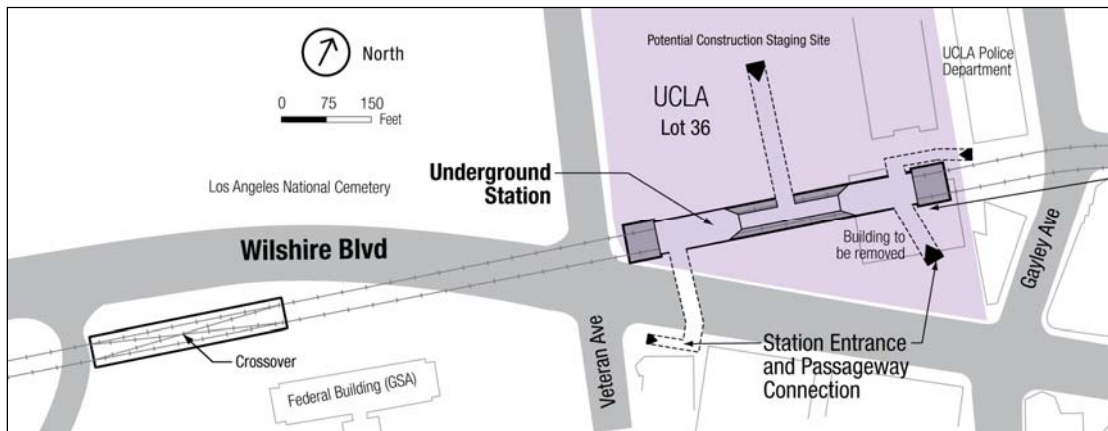 North
0 75 150
Feet
Potential Construction Staging Site
UCLA
Lot 36
UCLA Police
Department
Los Angeles National Cemetery
Underground
Station
Wilshire Blvd
Building to
be removed
Gayley Ave
Crossover
Federal Building (GSA)
Veteran Ave
Station Entrance
and Passageway
Connection